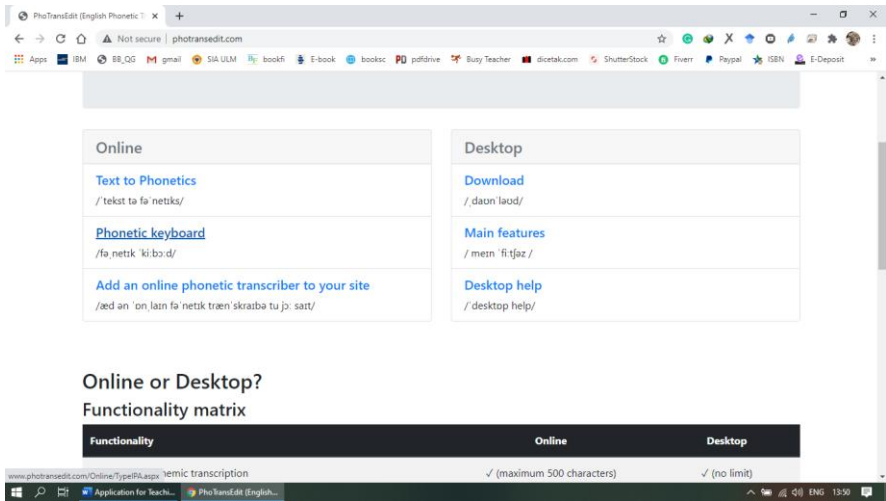 PhoTransEdit (English Phonetic T
Not secure | photransedit.com
Apps IBM BB_QG gmail SIA ULM bookfi E-book booksc pdfdrive Busy Teacher dicetak.com ShutterStock Fiverr Paypal ISBN E-Deposit
Online
Text to Phonetics
/ˈtekst tə fəˈnetɪks/
Phonetic keyboard
/fəˌnetɪk ˈkiːbɔːd/
Add an online phonetic transcriber to your site
/æd ən ˈɒnˌlaɪn fəˈnetɪk trænˈskraɪbə tu jɔː saɪt/
Desktop
Download
/ˌdaʊnˈləʊd/
Main features
/meɪn ˈfiːtʃəz /
Desktop help
/ˈdesktɒp help/
Online or Desktop?
Functionality matrix
Functionality Online Desktop
hemic transcription ✓ (maximum 500 characters) ✓ (no limit)
www.photransedit.com/Online/TypeIPA.aspx
Application for Teachi... PhoTransEdit (English... ENG 13:50